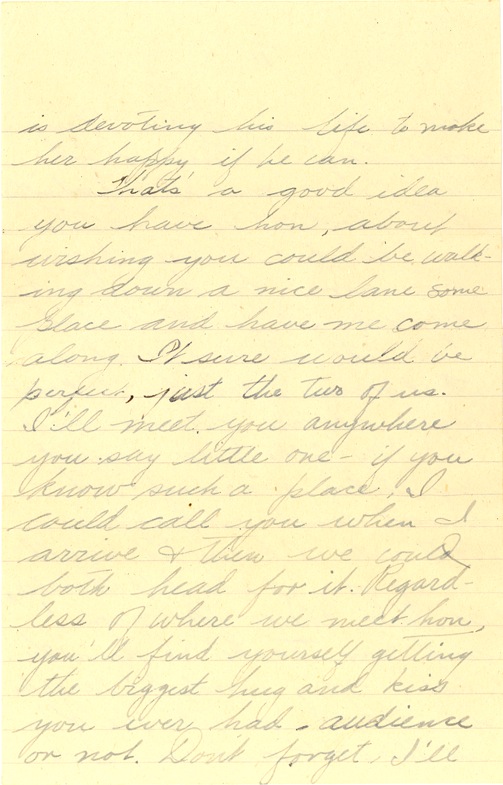 is devoting his life to make
her happy if he can.
That's a good idea
you have hon, about
wishing you could be walk-
ing down a nice lane some
place and have me come
along. It sure would be
perfect, just the two of us.
I'll meet you anywhere
you say little one - if you
know such a place, I
could call you when I
arrive & then we could
both head for it. Regard-
less of where we meet hon,
you'll find yourself getting
the biggest hug and kiss
you ever had - audience
or not. Don't forget, I'll